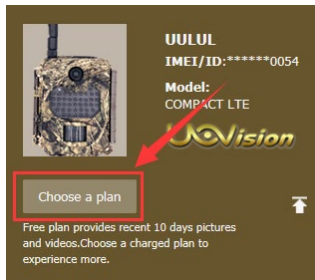 UULUL
IMEI/ID:******0054
Model:
COMPACT LTE
UOVision
Choose a plan
Free plan provides recent 10 days pictures
and videos.Choose a charged plan to
experience more.